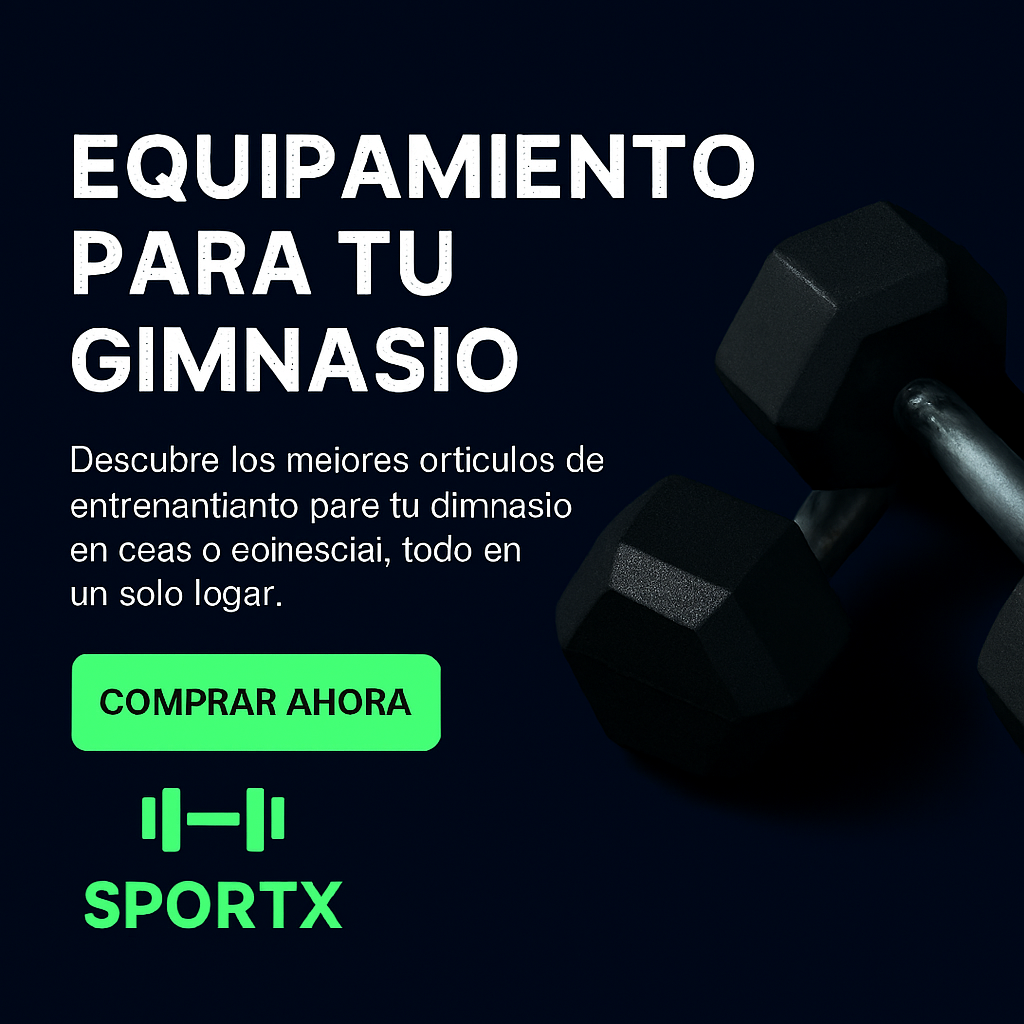 EQUIPAMIENTO
PARA TU
GIMNASIO
Descubre los meiores orticulos de
entrenantianto pare tu dimnasio
en ceas o eoinesciai, todo en
un solo logar.
COMPRAR AHORA
SPORTX